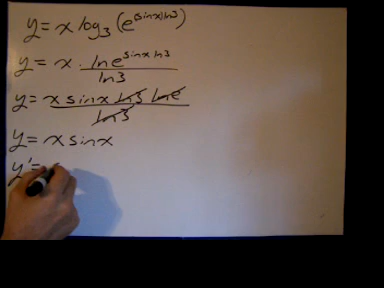 y = x log₃ (e^(sinx)ln3)
y = x · ln e^sinx ln3 / ln3
y = x sinx ln3 lne / ln3
y = x sinx
y' =